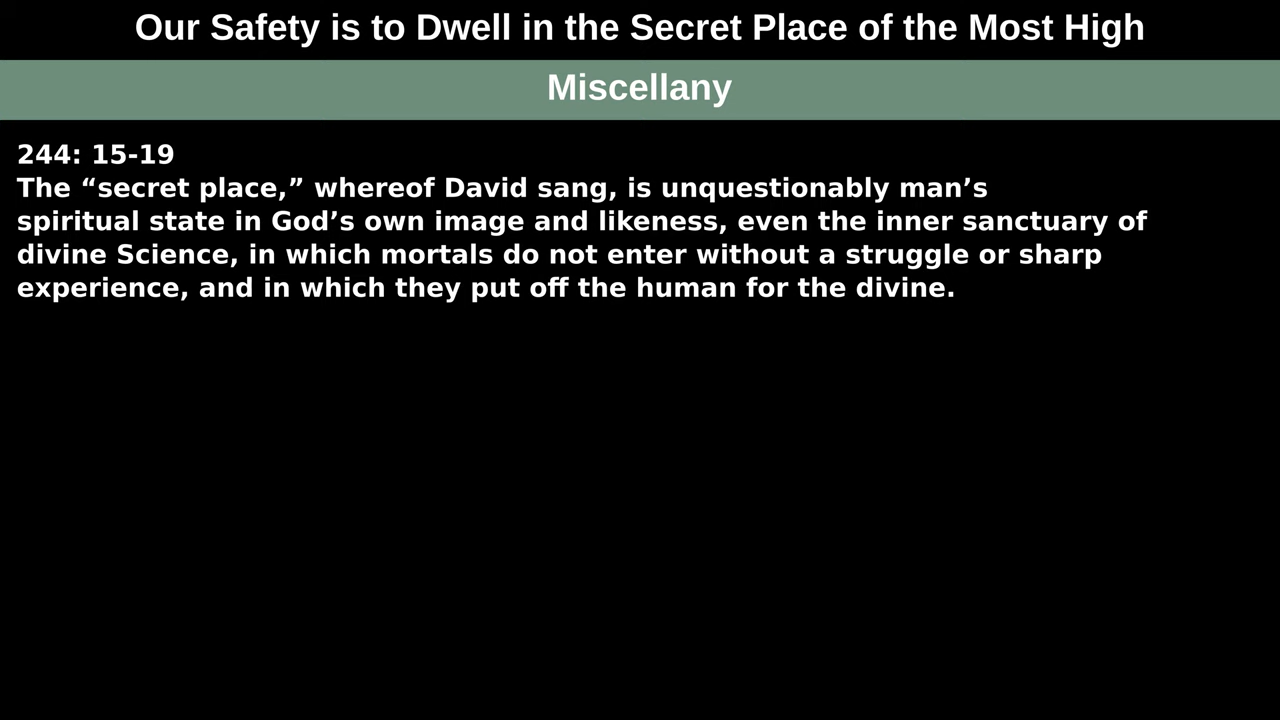 Our Safety is to Dwell in the Secret Place of the Most High
Miscellany
244: 15-19
The “secret place,” whereof David sang, is unquestionably man’s
spiritual state in God’s own image and likeness, even the inner sanctuary of
divine Science, in which mortals do not enter without a struggle or sharp
experience, and in which they put off the human for the divine.